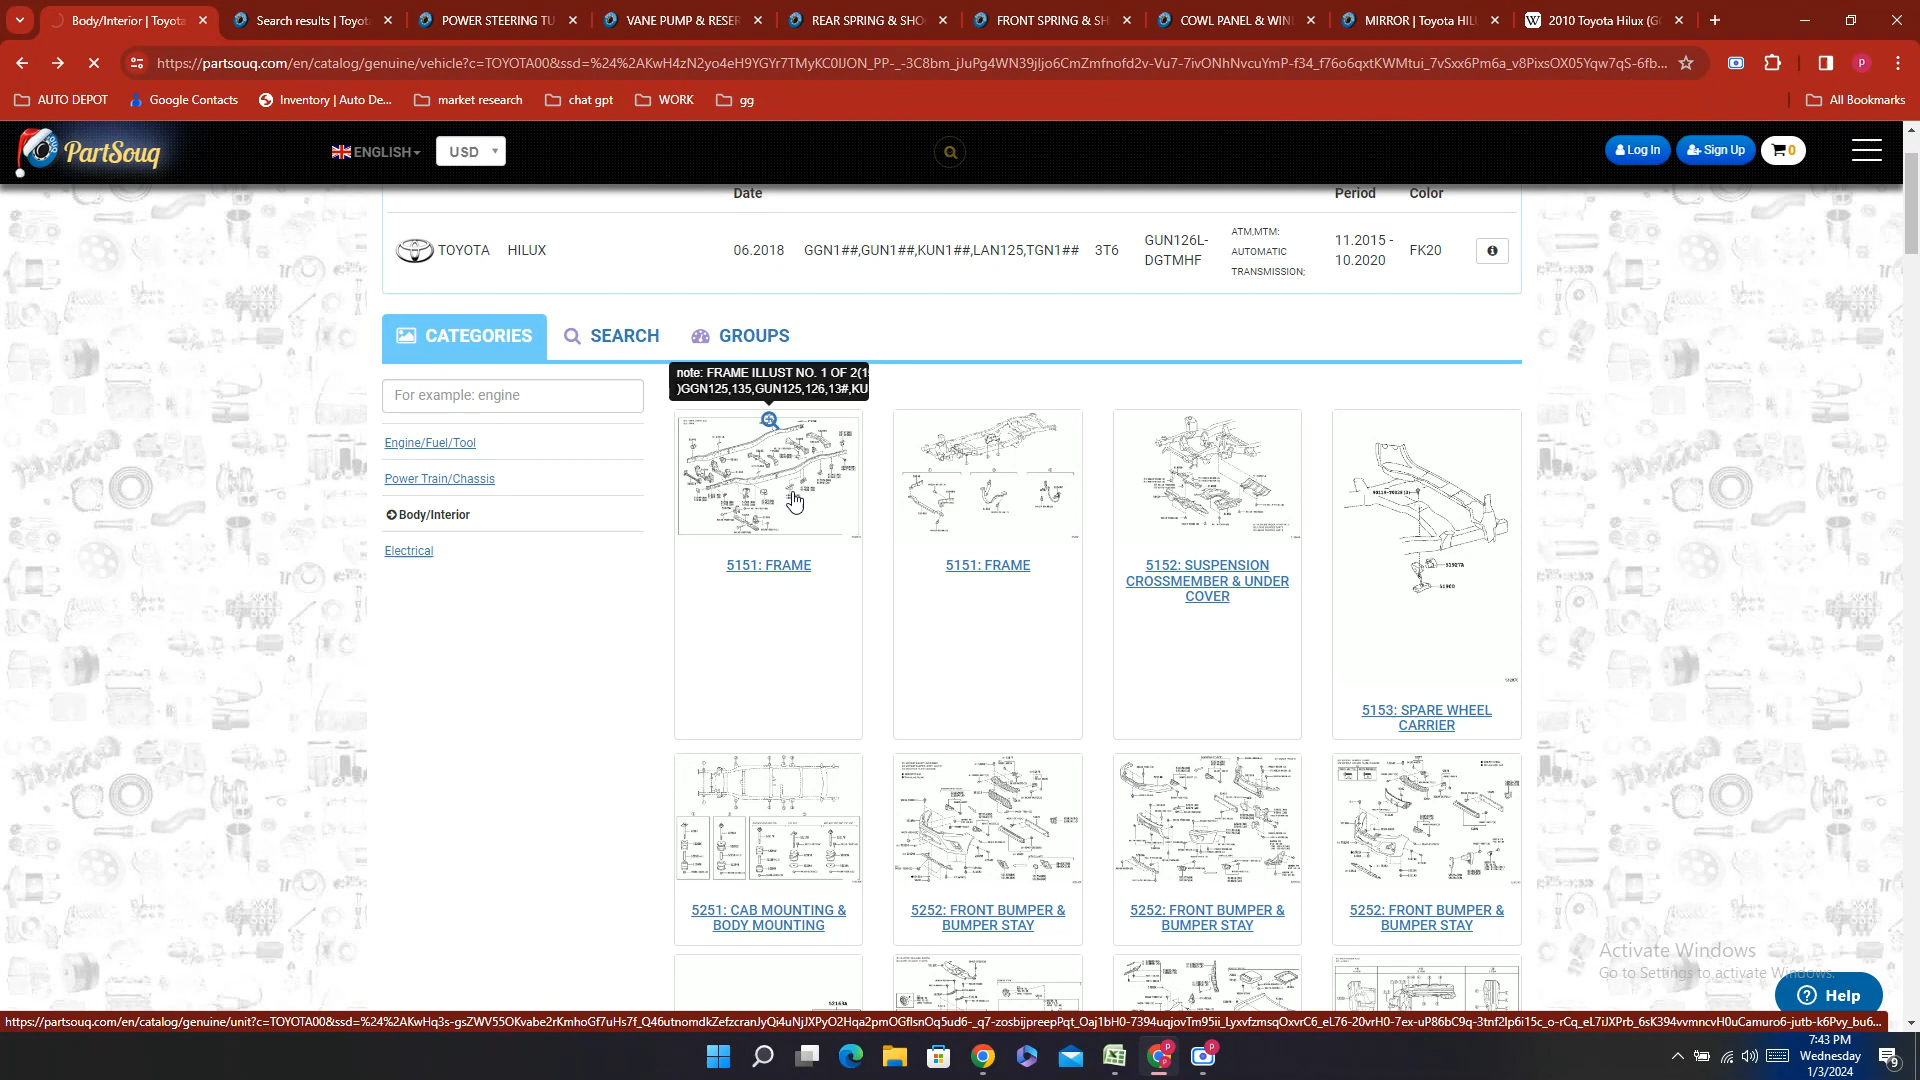 Body/Interior | Toyota
Search results | Toyot
POWER STEERING TU
VANE PUMP & RESER
REAR SPRING & SHO
FRONT SPRING & SH
COWL PANEL & WIN
MIRROR | Toyota HIL
2010 Toyota Hilux (G
AUTO DEPOT
Google Contacts
Inventory | Auto De...
market research
chat gpt
WORK
gg
All Bookmarks
PartSouq
ENGLISH
USD
Log In
Sign Up
0
Date
Period
Color
TOYOTA
HILUX
06.2018
GGN1##,GUN1##,KUN1##,LAN125,TGN1##
3T6
GUN126L-
DGTMHF
ATM,MTM:
AUTOMATIC
TRANSMISSION;
11.2015 -
10.2020
FK20
CATEGORIES
SEARCH
GROUPS
note: FRAME ILLUST NO. 1 OF 2(1
)GGN125,135,GUN125,126,13#,KU
For example: engine
Engine/Fuel/Tool
Power Train/Chassis
Body/Interior
Electrical
5151: FRAME
5151: FRAME
5152: SUSPENSION
CROSSMEMBER & UNDER
COVER
5153: SPARE WHEEL
CARRIER
5251: CAB MOUNTING &
BODY MOUNTING
5252: FRONT BUMPER &
BUMPER STAY
5252: FRONT BUMPER &
BUMPER STAY
5252: FRONT BUMPER &
BUMPER STAY
Activate Windows
Go to Settings to activate Windows.
Help
7:43 PM
Wednesday
1/3/2024
9